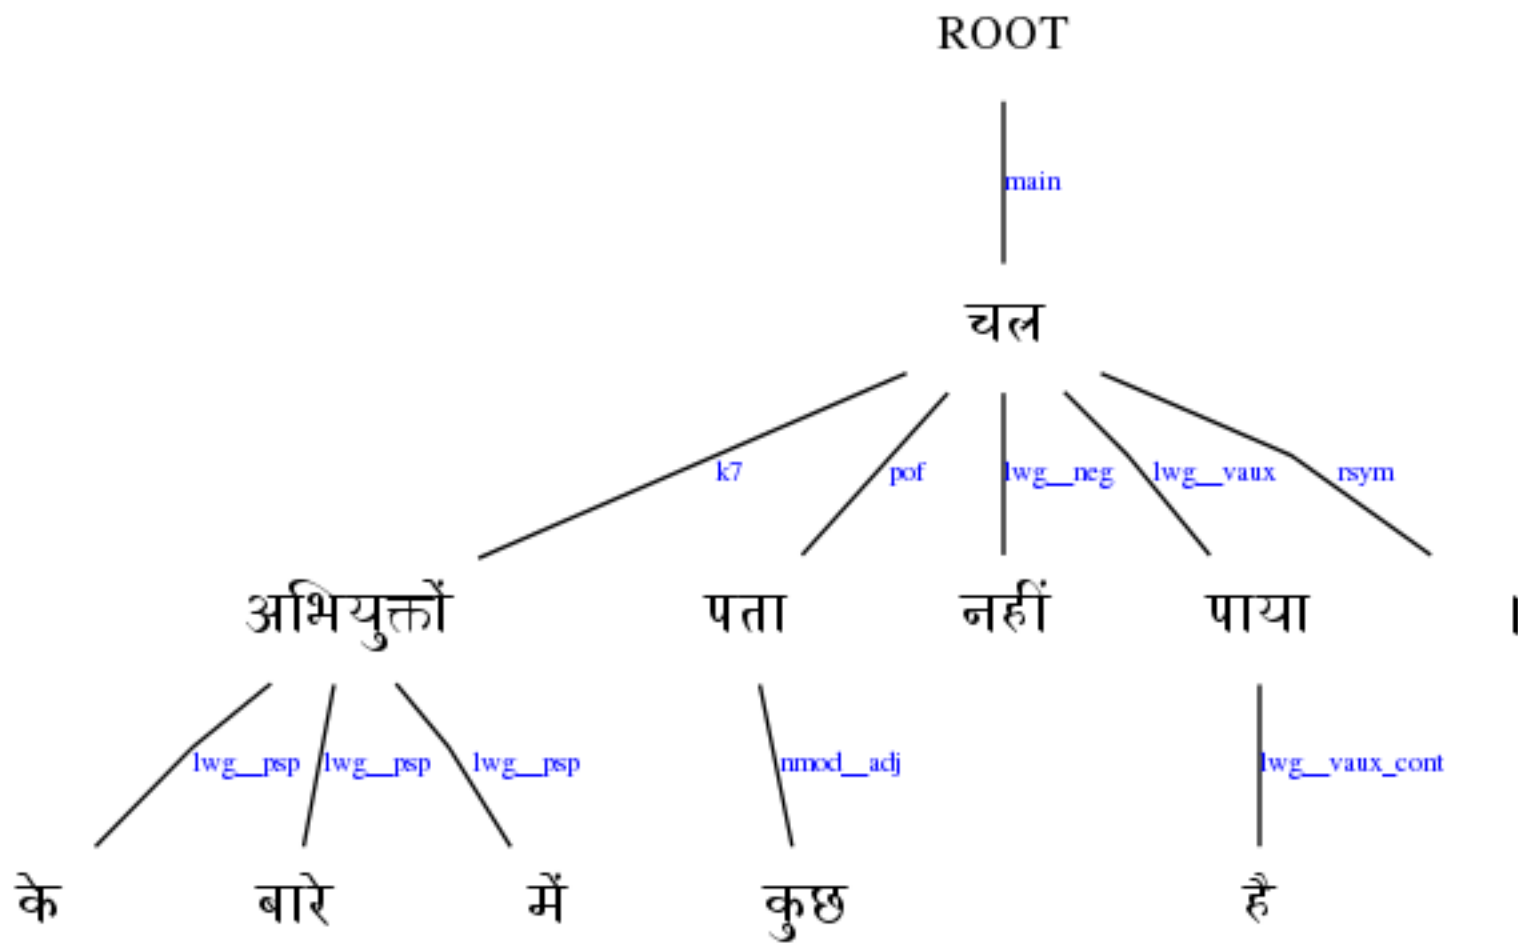 ROOT
main
चल
k7 pof lwg__neg lwg__vaux rsym
अभियुक्तों पता नहीं पाया ।
lwg__psp lwg__psp lwg__psp nmod__adj lwg__vaux_cont
के बारे में कुछ है